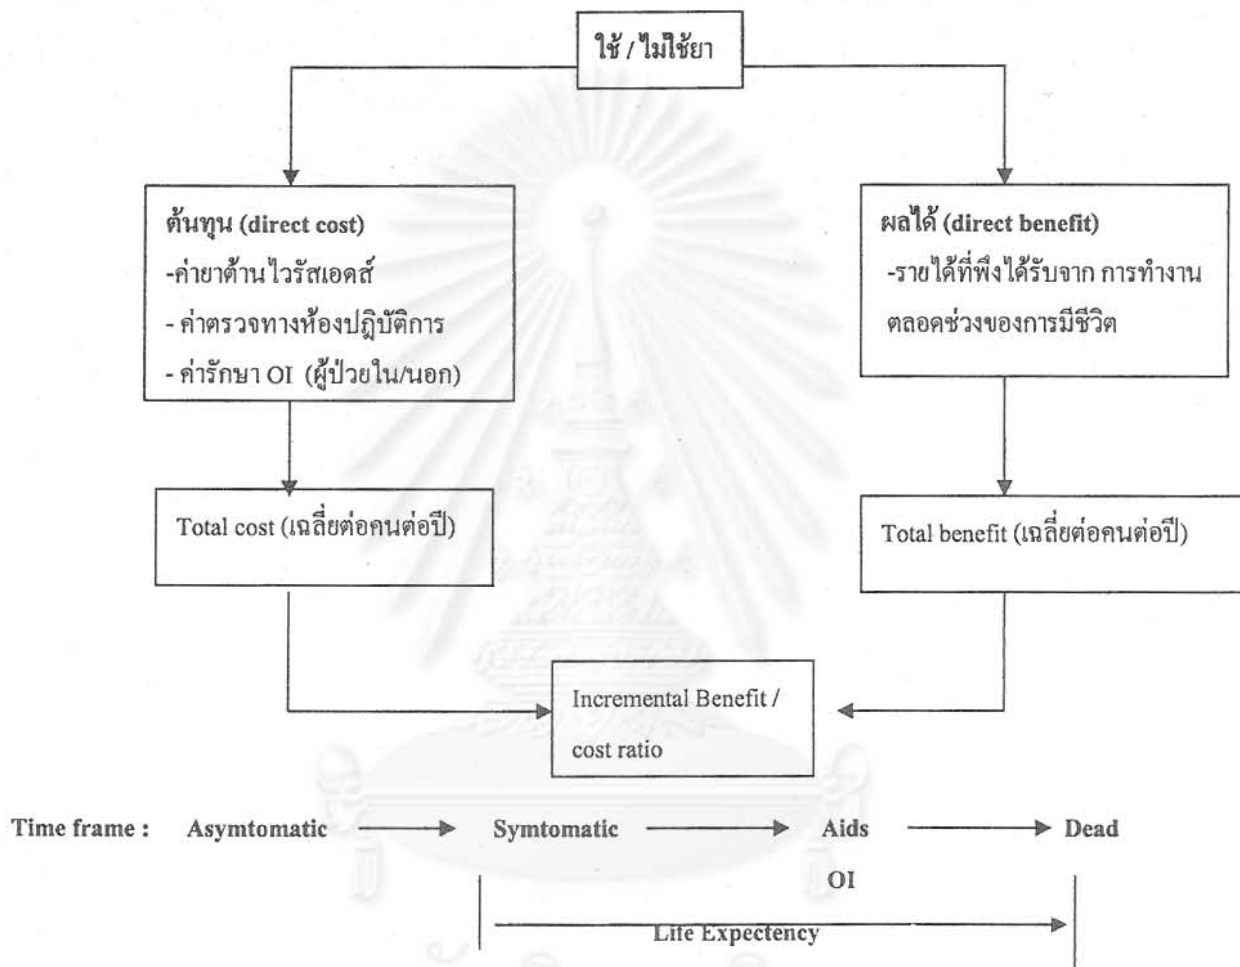 ใช้ / ไม่ใช้ยา
ต้นทุน (direct cost)
-ค่ายาต้านไวรัสเอดส์
- ค่าตรวจทางห้องปฎิบัติการ
- ค่ารักษา OI (ผู้ป่วยใน/นอก)
ผลได้ (direct benefit)
-รายได้ที่พึงได้รับจาก การทำงาน
ตลอดช่วงของการมีชีวิต
Total cost (เฉลี่ยต่อคนต่อปี)
Total benefit (เฉลี่ยต่อคนต่อปี)
Incremental Benefit /
cost ratio
Time frame : Asymtomatic Symtomatic Aids Dead
OI
Life Expectency